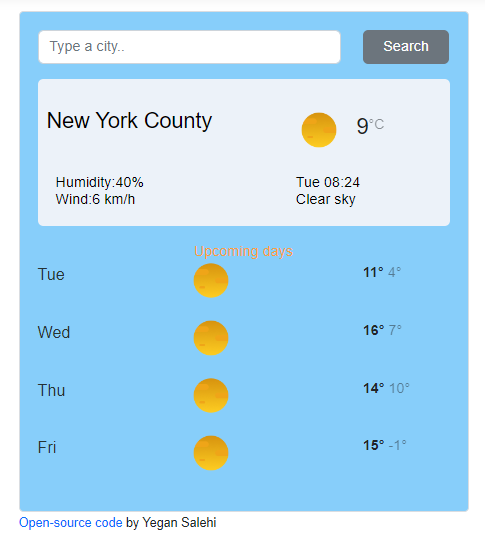 Type a city.. Search
New York County 9°C
Humidity:40% Tue 08:24
Wind:6 km/h Clear sky
Upcoming days
Tue 11° 4°
Wed 16° 7°
Thu 14° 10°
Fri 15° -1°
Open-source code by Yegan Salehi